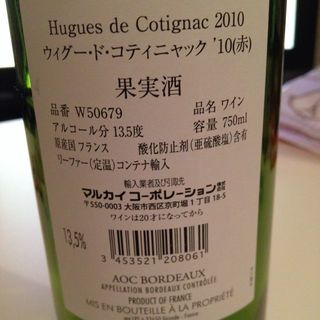 Hugues de Cotignac 2010
ウィグー・ド・コティニャック ’10(赤)
果実酒
品番 W50679 品名 ワイン
アルコール分 13.5度 容量 750ml
原産国 フランス 酸化防止剤(亜硫酸塩)含有
リーファー(定温)コンテナ輸入
輸入業者及び引取先
マルカイ コーポレーション 株式会社
〒550-0003 大阪市西区京町堀1丁目18-5
ワインは20才になってから
13,5%
3 453521 208061
AOC BORDEAUX
APPELLATION BORDEAUX CONTRÔLÉE
PRODUCT OF FRANCE
MIS EN BOUTEILLE À LA PROPRIÉTÉ
Gironde - France